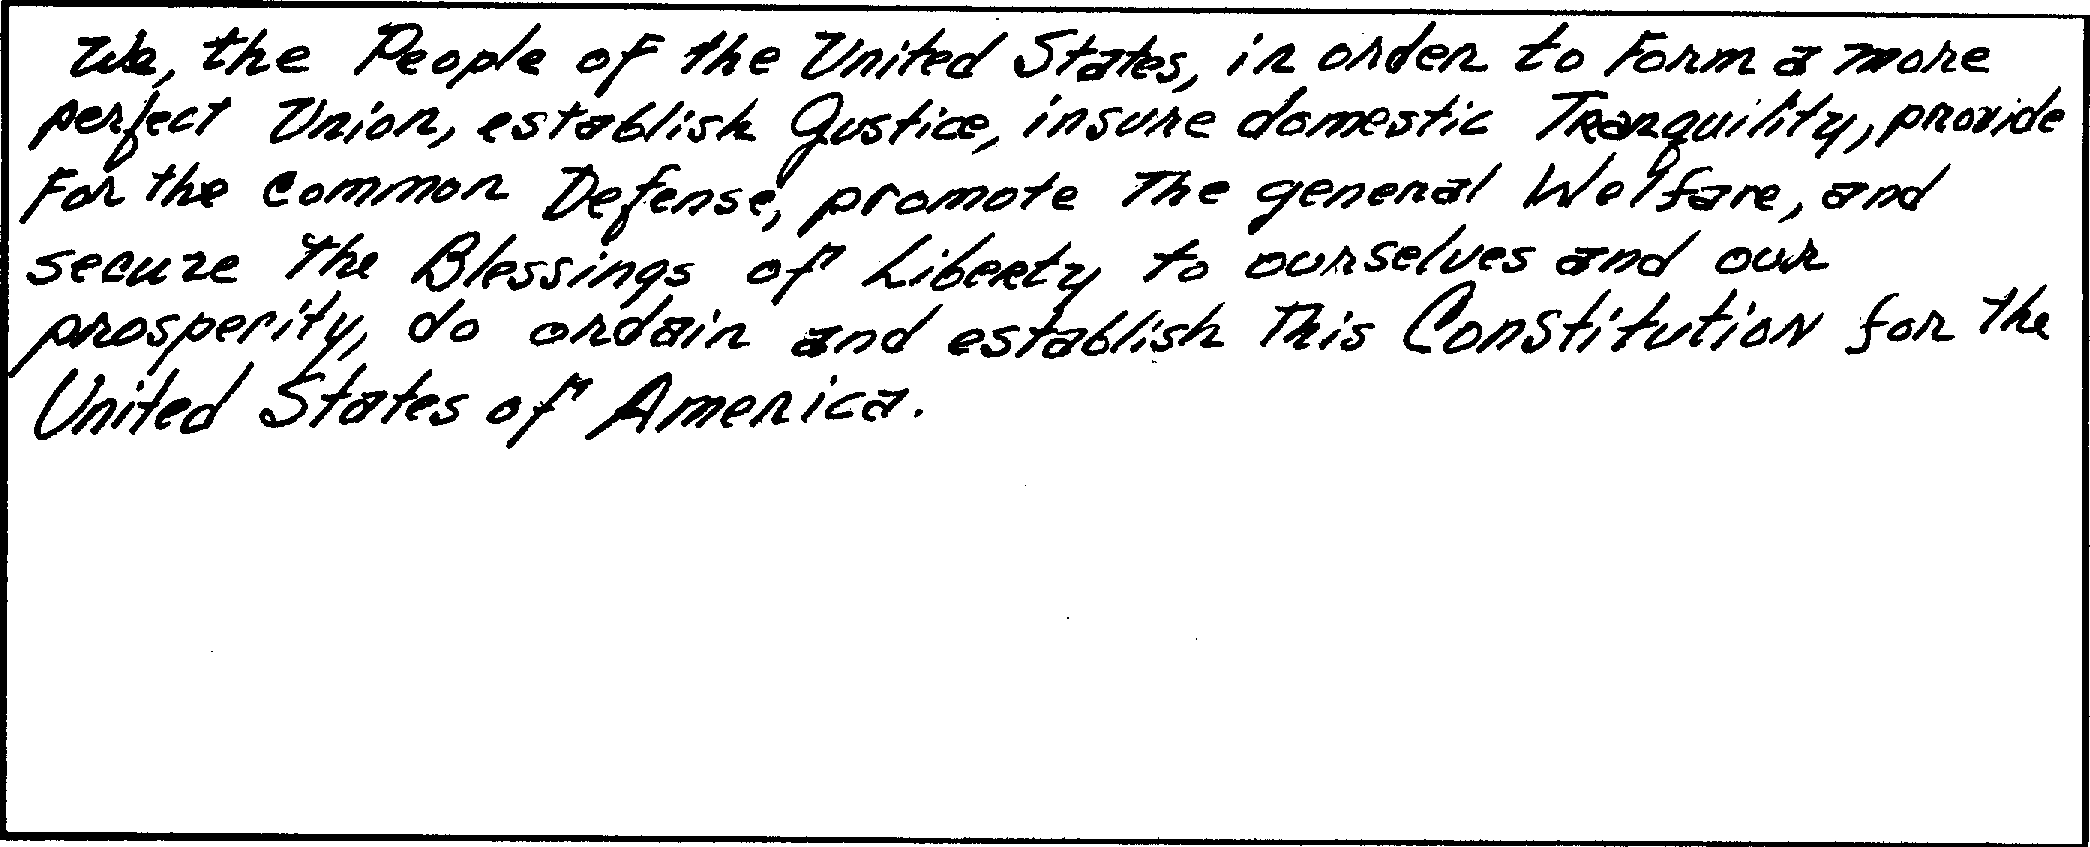 We, the People of the United States, in order to form a more
perfect Union, establish Justice, insure domestic Tranquility, provide
for the common Defense, promote the general Welfare, and
secure the Blessings of Liberty to ourselves and our
prosperity, do ordain and establish this Constitution for the
United States of America.